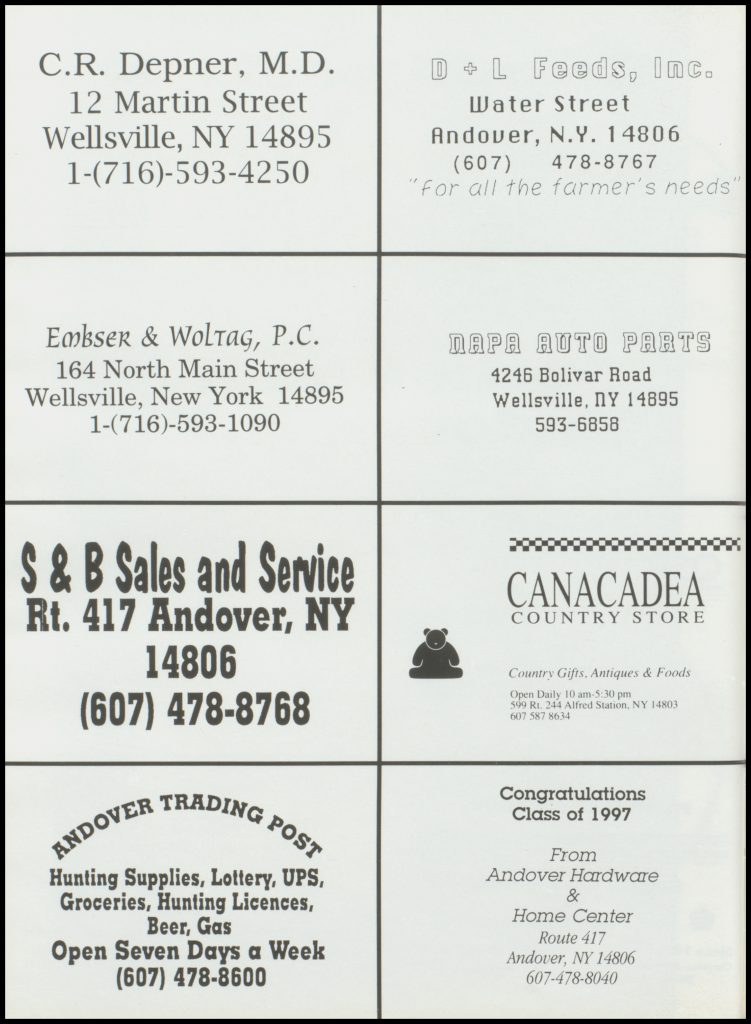 C.R. Depner, M.D.
12 Martin Street
Wellsville, NY 14895
1-(716)-593-4250
D + L Feeds, Inc.
Water Street
Andover, N.Y. 14806
(607) 478-8767
"For all the farmer's needs"
Embser & Woltag, P.C.
164 North Main Street
Wellsville, New York 14895
1-(716)-593-1090
NAPA AUTO PARTS
4246 Bolivar Road
Wellsville, NY 14895
593-6858
S & B Sales and Service
Rt. 417 Andover, NY
14806
(607) 478-8768
CANACADEA
COUNTRY STORE
Country Gifts, Antiques & Foods
Open Daily 10 am-5:30 pm
599 Rt. 244 Alfred Station, NY 14803
607 587 8634
ANDOVER TRADING POST
Hunting Supplies, Lottery, UPS,
Groceries, Hunting Licences,
Beer, Gas
Open Seven Days a Week
(607) 478-8600
Congratulations
Class of 1997
From
Andover Hardware
&
Home Center
Route 417
Andover, NY 14806
607-478-8040